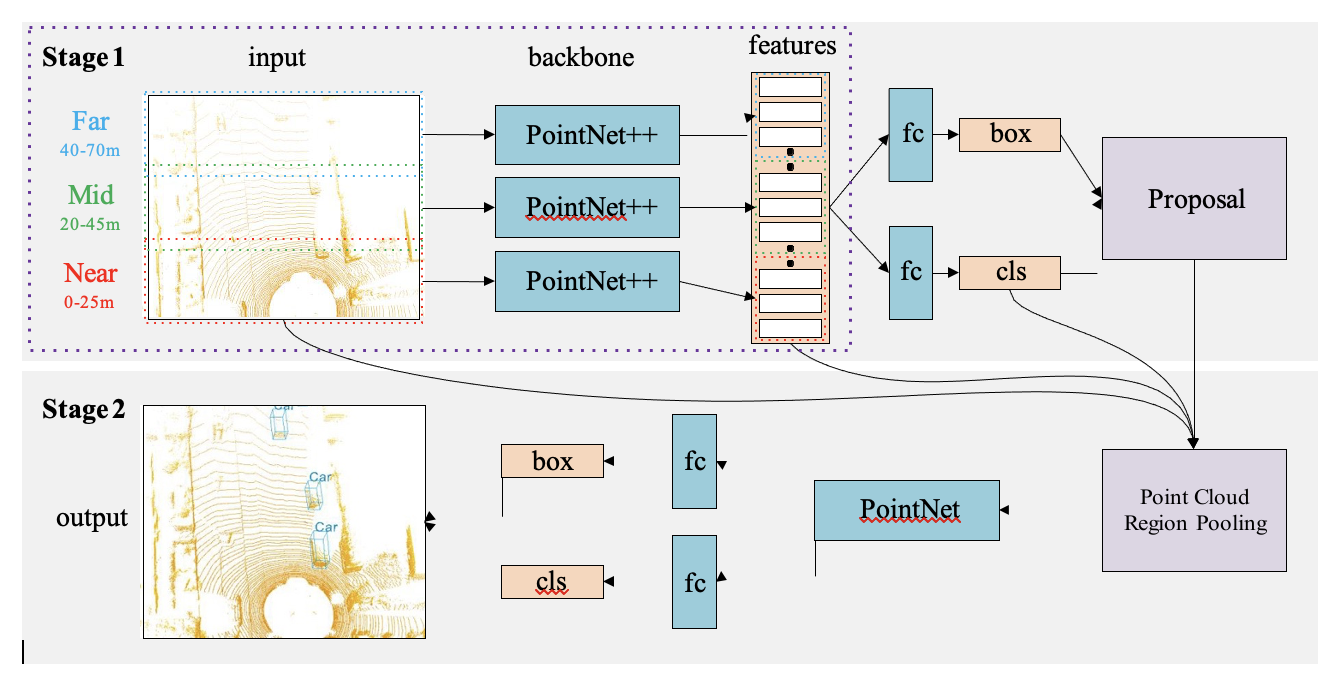 Stage 1
input
backbone
features
Far
40-70m
PointNet++
fc
box
Mid
20-45m
PointNet++
Proposal
Near
0-25m
PointNet++
fc
cls
Stage 2
output
Car
Car
Car
box
fc
PointNet
Point Cloud
Region Pooling
cls
fc